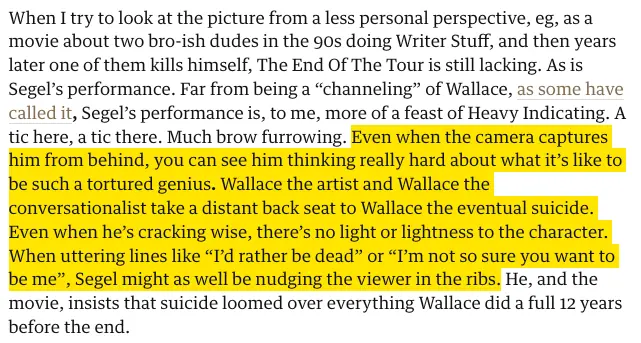 When I try to look at the picture from a less personal perspective, eg, as a
movie about two bro-ish dudes in the 90s doing Writer Stuff, and then years
later one of them kills himself, The End Of The Tour is still lacking. As is
Segel’s performance. Far from being a “channeling” of Wallace, as some have
called it, Segel’s performance is, to me, more of a feast of Heavy Indicating. A
tic here, a tic there. Much brow furrowing. Even when the camera captures
him from behind, you can see him thinking really hard about what it’s like to
be such a tortured genius. Wallace the artist and Wallace the
conversationalist take a distant back seat to Wallace the eventual suicide.
Even when he’s cracking wise, there’s no light or lightness to the character.
When uttering lines like “I’d rather be dead” or “I’m not so sure you want to
be me”, Segel might as well be nudging the viewer in the ribs. He, and the
movie, insists that suicide loomed over everything Wallace did a full 12 years
before the end.